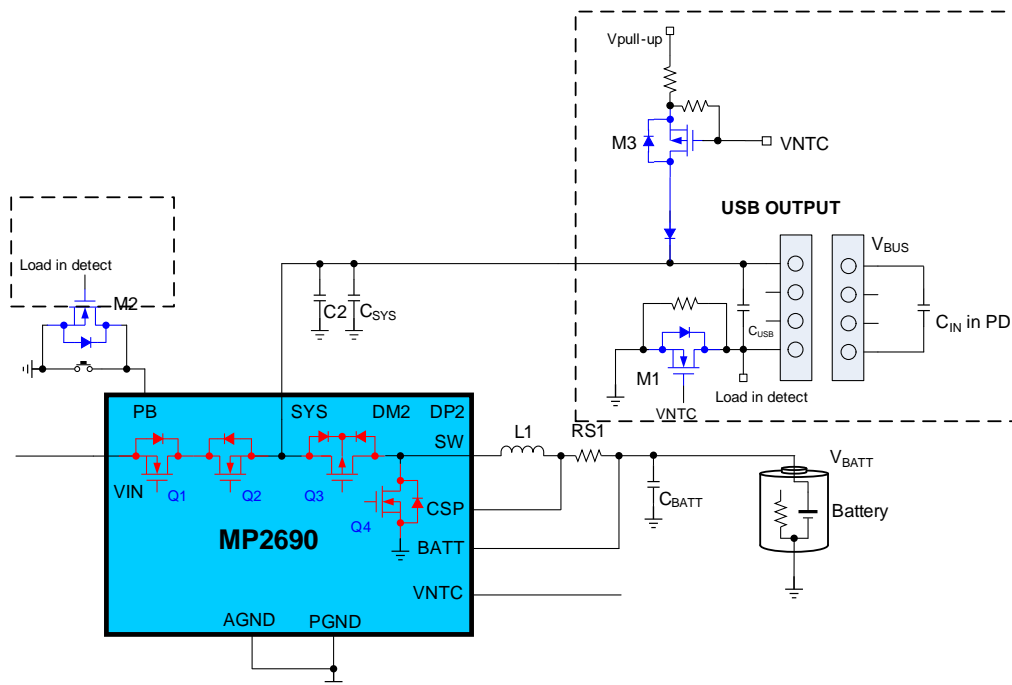 Vpull-up
M3
VNTC
USB OUTPUT
VBUS
Load in detect
M2
C2
CSYS
CUSB
CIN in PD
M1
VNTC
Load in detect
PB
SYS
DM2
DP2
SW
L1
RS1
VIN
Q1
Q2
Q3
Q4
CSP
MP2690
BATT
VNTC
AGND
PGND
CBATT
VBATT
Battery